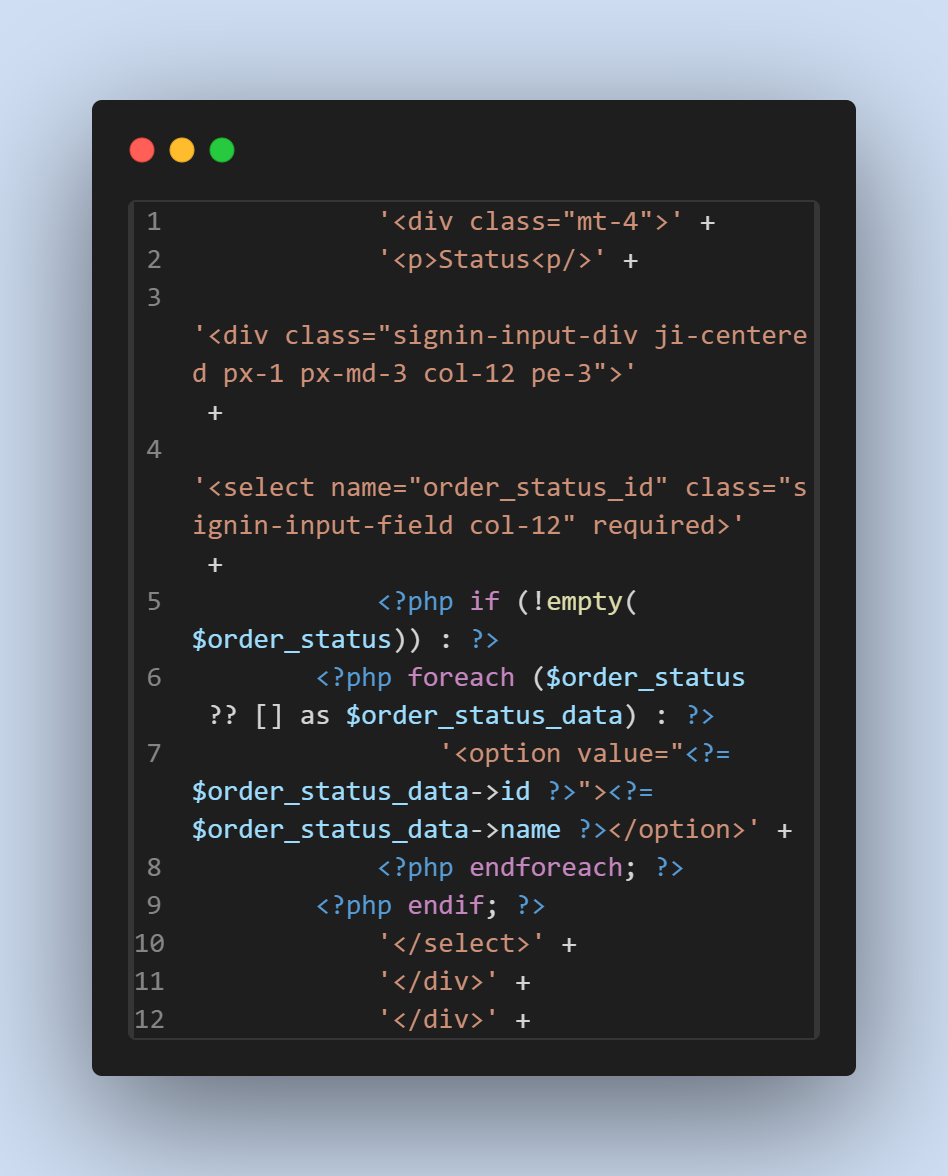 1 '<div class="mt-4">' +
2 '<p>Status<p/>' +
3
'<div class="signin-input-div ji-centere
d px-1 px-md-3 col-12 pe-3">'
+
4
'<select name="order_status_id" class="s
ignin-input-field col-12" required>'
+
5 <?php if (!empty(
$order_status)) : ?>
6 <?php foreach ($order_status
?? [] as $order_status_data) : ?>
7 '<option value="<?=
$order_status_data->id ?>"><?=
$order_status_data->name ?></option>' +
8 <?php endforeach; ?>
9 <?php endif; ?>
10 '</select>' +
11 '</div>' +
12 '</div>' +